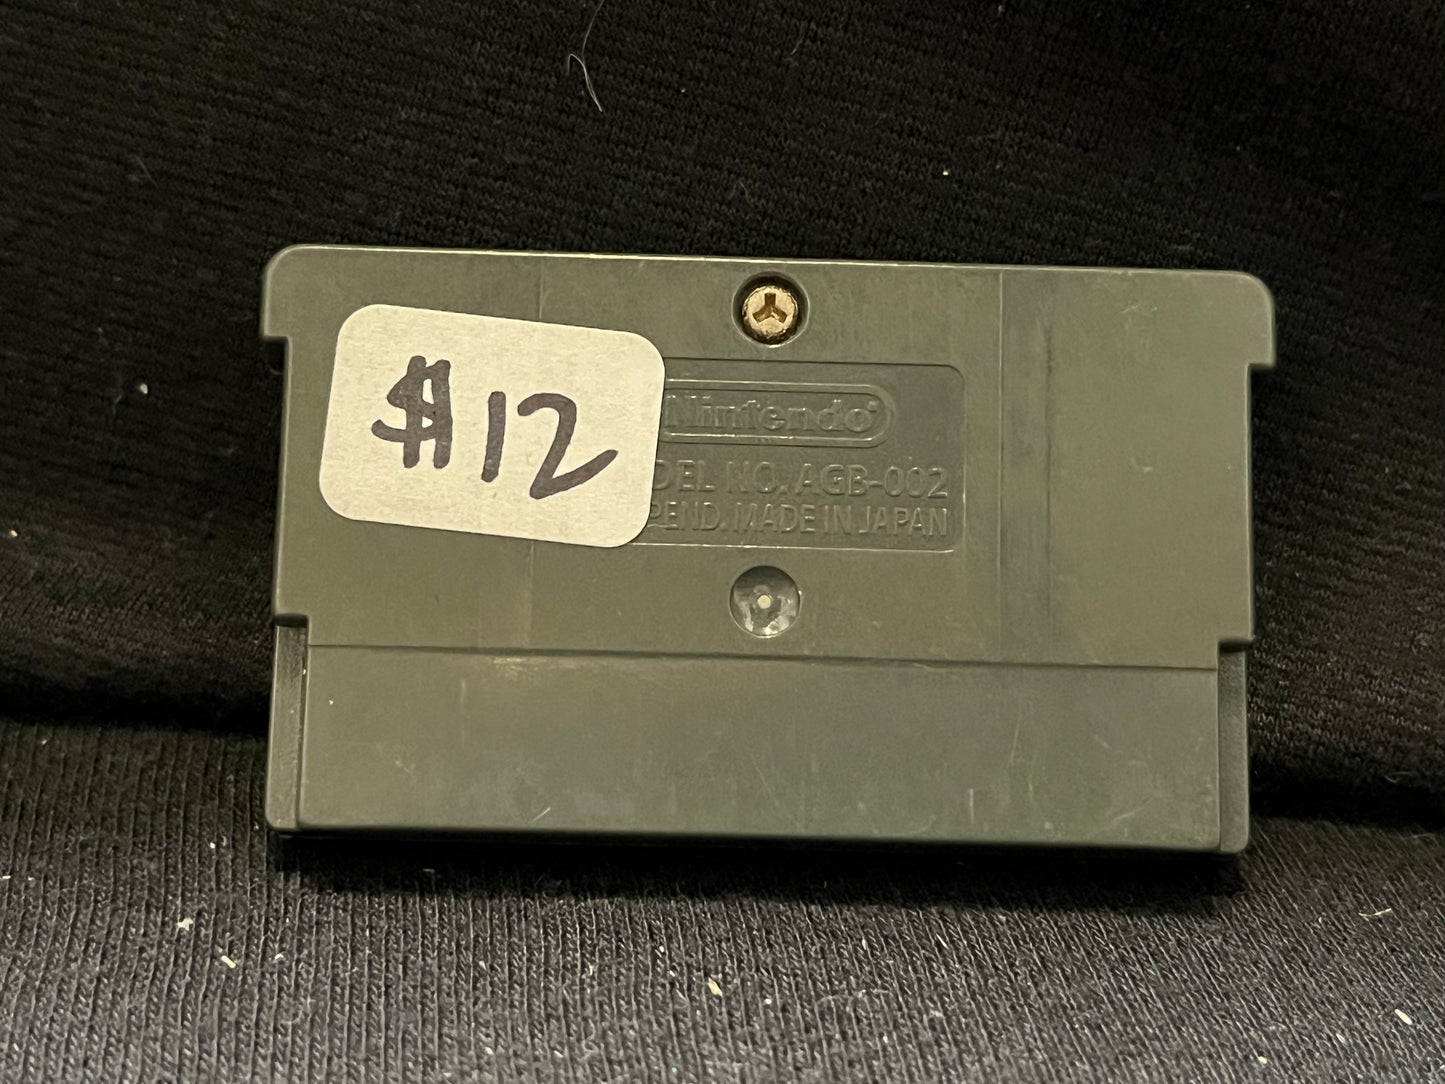 $12
Nintendo®
DEL NO. AGB-002
PEND. MADE IN JAPAN